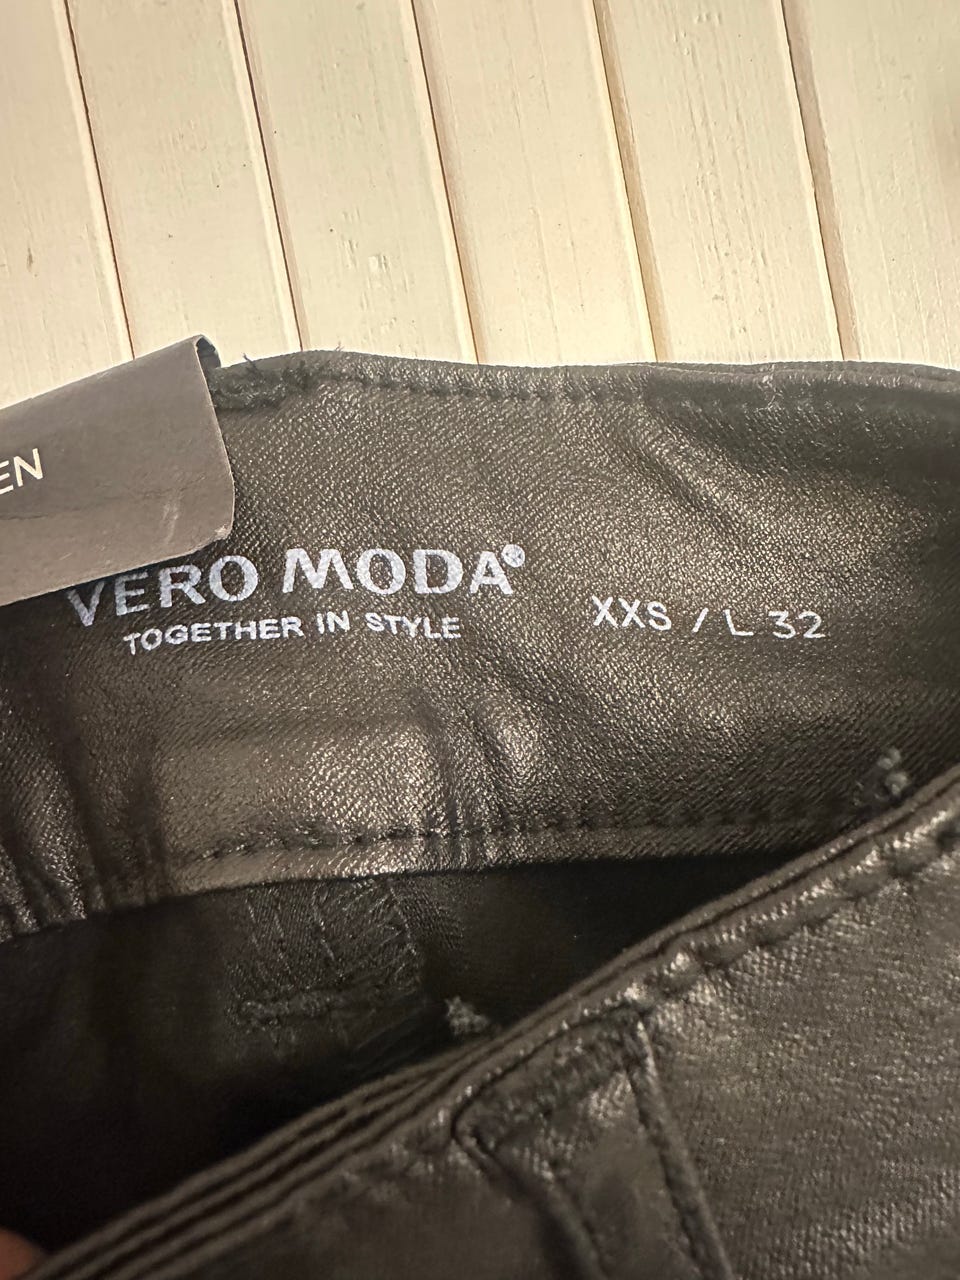 EN
VERO MODA®
TOGETHER IN STYLE
XXS / L 32